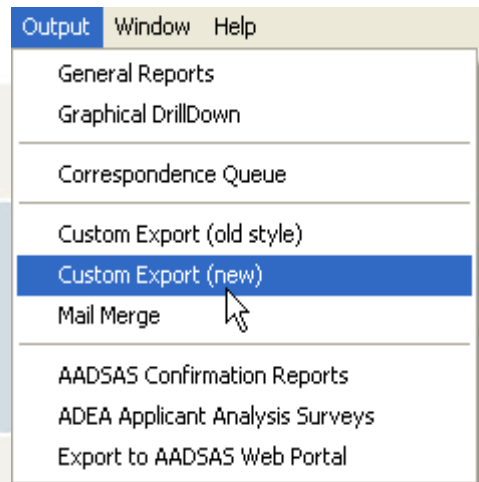 Output Window Help
General Reports
Graphical DrillDown
Correspondence Queue
Custom Export (old style)
Custom Export (new)
Mail Merge
AADSAS Confirmation Reports
ADEA Applicant Analysis Surveys
Export to AADSAS Web Portal